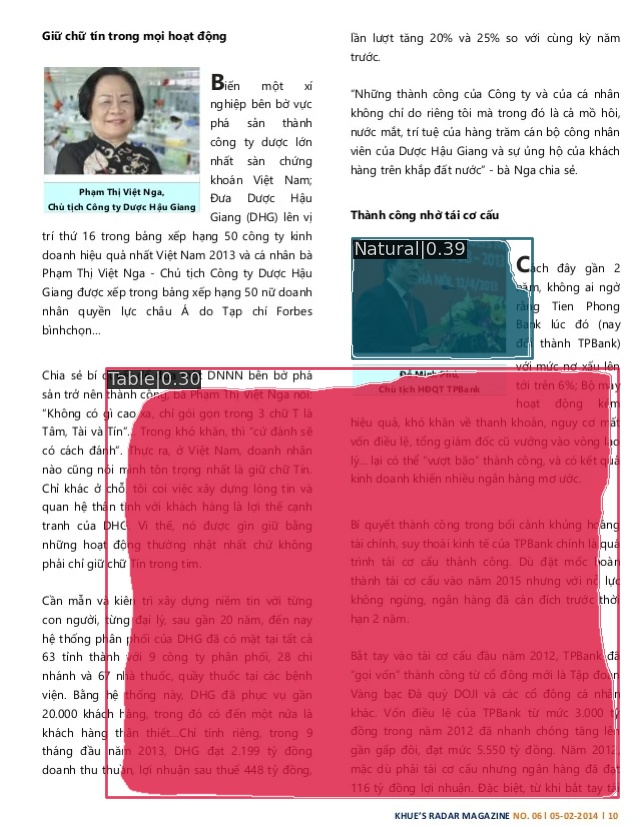 Giữ chữ tín trong mọi hoạt động
Phạm Thị Việt Nga,
Chủ tịch Công ty Dược Hậu Giang
Biến một xí
nghiệp bên bờ vực
phá sản thành
công ty dược lớn
nhất sàn chứng
khoán Việt Nam;
Đưa Dược Hậu
Giang (DHG) lên vị
trí thứ 16 trong bảng xếp hạng 50 công ty kinh
doanh hiệu quả nhất Việt Nam 2013 và cá nhân bà
Phạm Thị Việt Nga - Chủ tịch Công ty Dược Hậu
Giang được xếp trong bảng xếp hạng 50 nữ doanh
nhân quyền lực châu Á do Tạp chí Forbes
bìnhchọn...
Chia sẻ bí DNNN bên bờ phá
Table|0.30
sản trở nên thành công, bà Phạm Thị Việt Nga nói:
"Không có gì cao xa, chỉ gói gọn trong 3 chữ T là
Tâm, Tài và Tín".. Trong khó khăn, thì "cứ đánh sẽ
có cách đánh". Thực ra, ở Việt Nam, doanh nhân
nào cũng nói mình tôn trọng nhất là giữ chữ Tín.
Chỉ khác ở chỗ, tôi coi việc xây dựng lòng tin và
quan hệ thân tình với khách hàng là lợi thế cạnh
tranh của DHG. Vì thế, nó được gìn giữ bằng
những hoạt động thường nhật nhất chứ không
phải chỉ giữ chữ Tín trong tim.
Cần mẫn và kiên trì xây dựng niềm tin với từng
con người, từng đại lý, sau gần 20 năm, đến nay
hệ thống phân phối của DHG đã có mặt tại tất cả
63 tỉnh thành với 9 công ty phân phối, 28 chi
nhánh và 67 nhà thuốc, quầy thuốc tại các bệnh
viện. Bằng hệ thống này, DHG đã phục vụ gần
20.000 khách hàng, trong đó có đến một nửa là
khách hàng thân thiết...Chỉ tính riêng, trong 9
tháng đầu năm 2013, DHG đạt 2.199 tỷ đồng
doanh thu thuần, lợi nhuận sau thuế 448 tỷ đồng,
lần lượt tăng 20% và 25% so với cùng kỳ năm
trước.
"Những thành công của Công ty và của cá nhân
không chỉ do riêng tôi mà trong đó là cả mồ hôi,
nước mắt, trí tuệ của hàng trăm cán bộ công nhân
viên của Dược Hậu Giang và sự ủng hộ của khách
hàng trên khắp đất nước" - bà Nga chia sẻ.
Thành công nhờ tái cơ cấu
Natural|0.39
Đỗ Minh Phú,
Chủ tịch HĐQT TPBank
Cách đây gần 2
năm, không ai ngờ
rằng Tien Phong
Bank lúc đó (nay
đổi thành TPBank)
với mức nợ xấu lên
tới trên 6%; Bộ máy
hoạt động kém
hiệu quả, khó khăn về thanh khoản, nguy cơ mất
vốn điều lệ, tổng giám đốc cũ vướng vào vòng lao
lý... lại có thể "vượt bão" thành công, và có kết quả
kinh doanh khiến nhiều ngân hàng mơ ước.
Bí quyết thành công trong bối cảnh khủng hoảng
tài chính, suy thoái kinh tế của TPBank chính là quá
trình tái cơ cấu thành công. Dù đặt mốc hoàn
thành tái cơ cấu vào năm 2015 nhưng với nỗ lực
không ngừng, ngân hàng đã cán đích trước thời
hạn 2 năm.
Bắt tay vào tái cơ cấu đầu năm 2012, TPBank đã
"gọi vốn" thành công từ cổ đông mới là Tập đoàn
Vàng bạc Đá quý DOJI và các cổ đông cá nhân
khác. Vốn điều lệ của TPBank từ mức 3.000 tỷ
đồng trong năm 2012 đã nhanh chóng tăng lên
gần gấp đôi, đạt mức 5.550 tỷ đồng. Năm 2012,
mặc dù phải tái cơ cấu nhưng ngân hàng đã đạt
116 tỷ đồng lợi nhuận. Đặc biệt, từ khi bắt tay tái
KHUE'S RADAR MAGAZINE NO. 06 | 05-02-2014 | 10